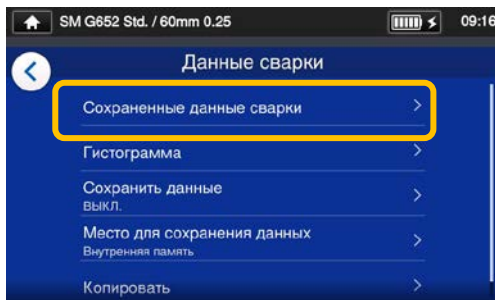 SM G652 Std. / 60mm 0.25
09:16
Данные сварки
Сохраненные данные сварки
Гистограмма
Сохранить данные
ВЫКЛ.
Место для сохранения данных
Внутренняя память
Копировать